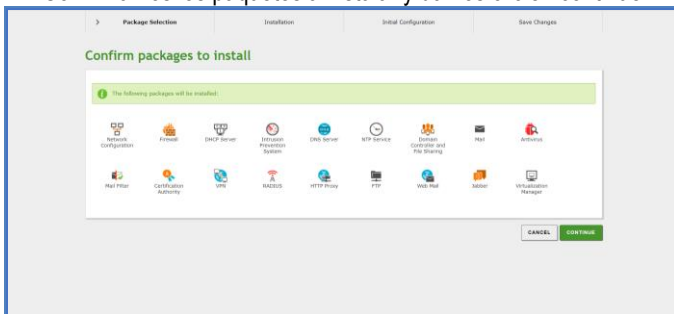 > Package Selection Installation Initial Configuration Save Changes
Confirm packages to install
The following packages will be installed:
Network Configuration Firewall DHCP Server Intrusion Prevention System DNS Server NTP Service Domain Controller and File Sharing Mail Antivirus
Mail Filter Certification Authority VPN RADIUS HTTP Proxy FTP Web Mail Jabber Virtualization Manager
CANCEL CONTINUE